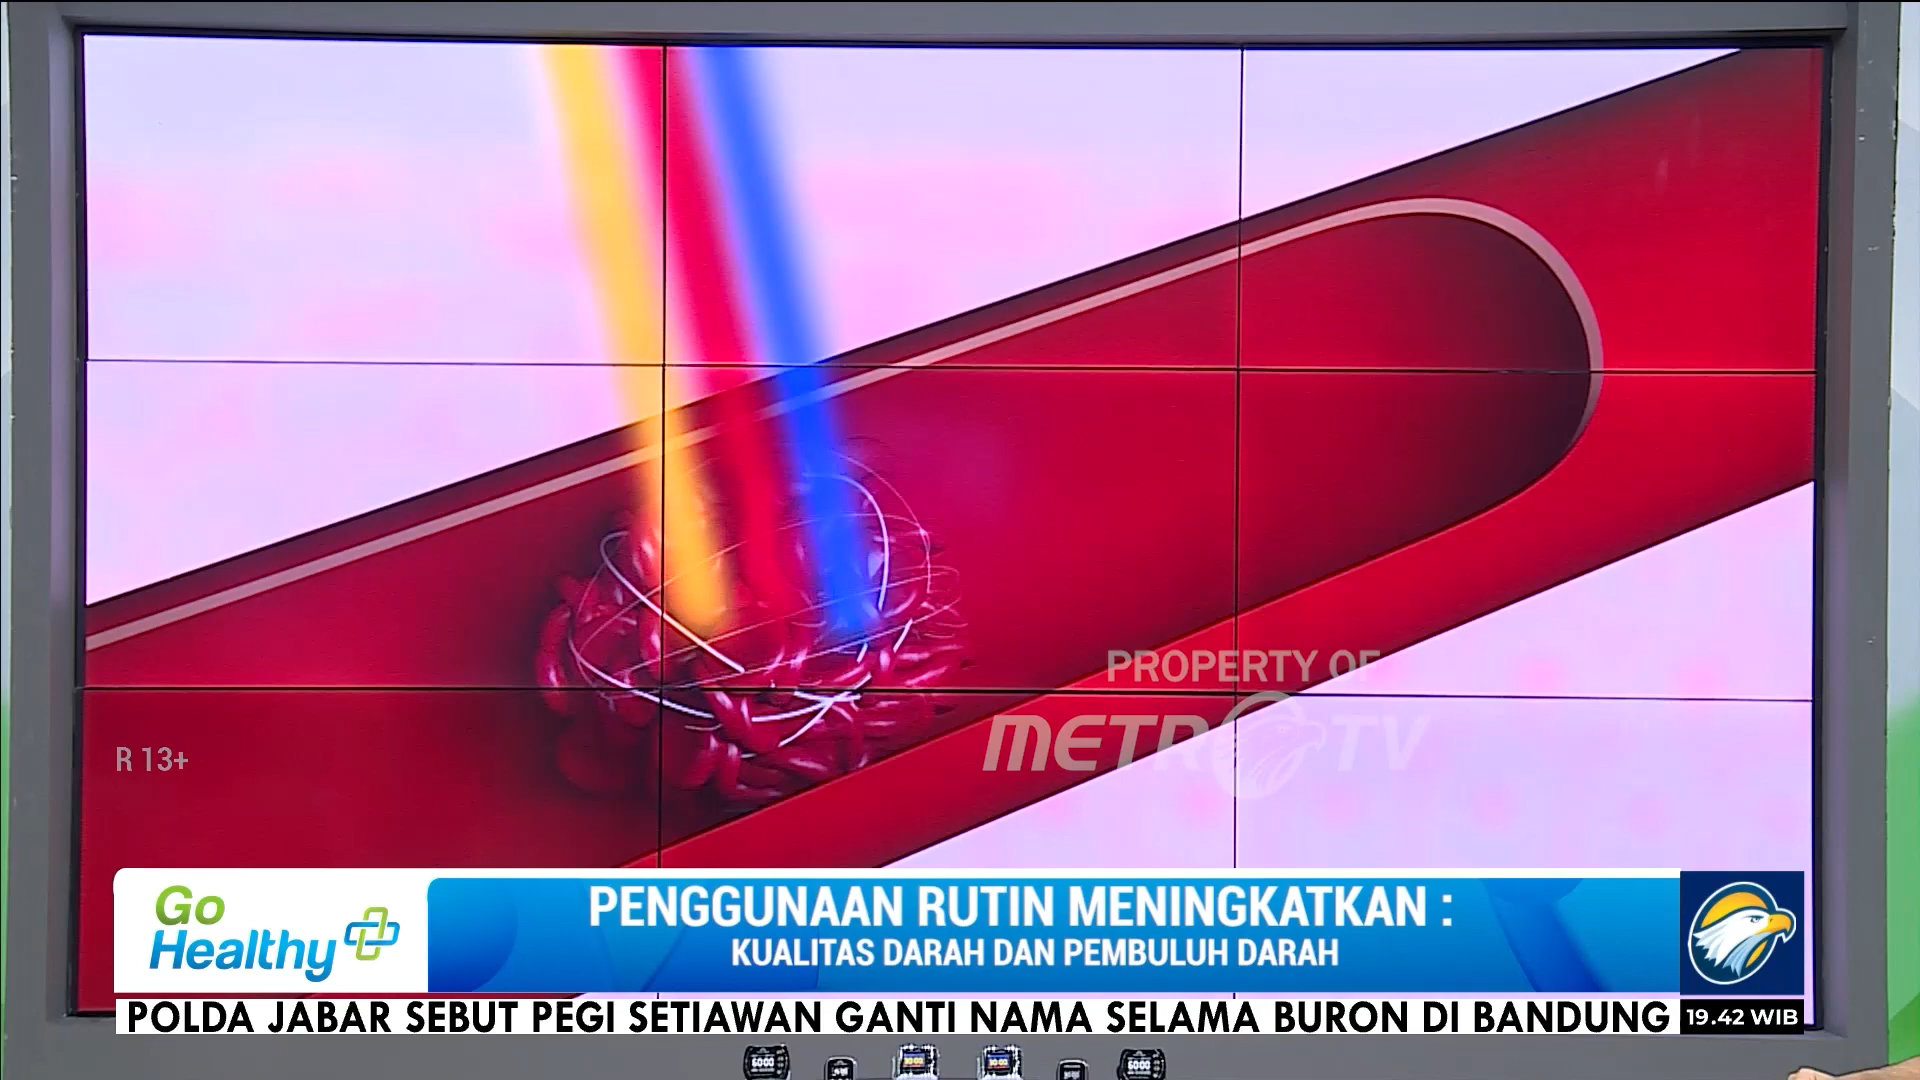 PROPERTY OF
METRO TV
R 13+
Go
Healthy
PENGGUNAAN RUTIN MENINGKATKAN :
KUALITAS DARAH DAN PEMBULUH DARAH
POLDA JABAR SEBUT PEGI SETIAWAN GANTI NAMA SELAMA BURON DI BANDUNG
19.42 WIB